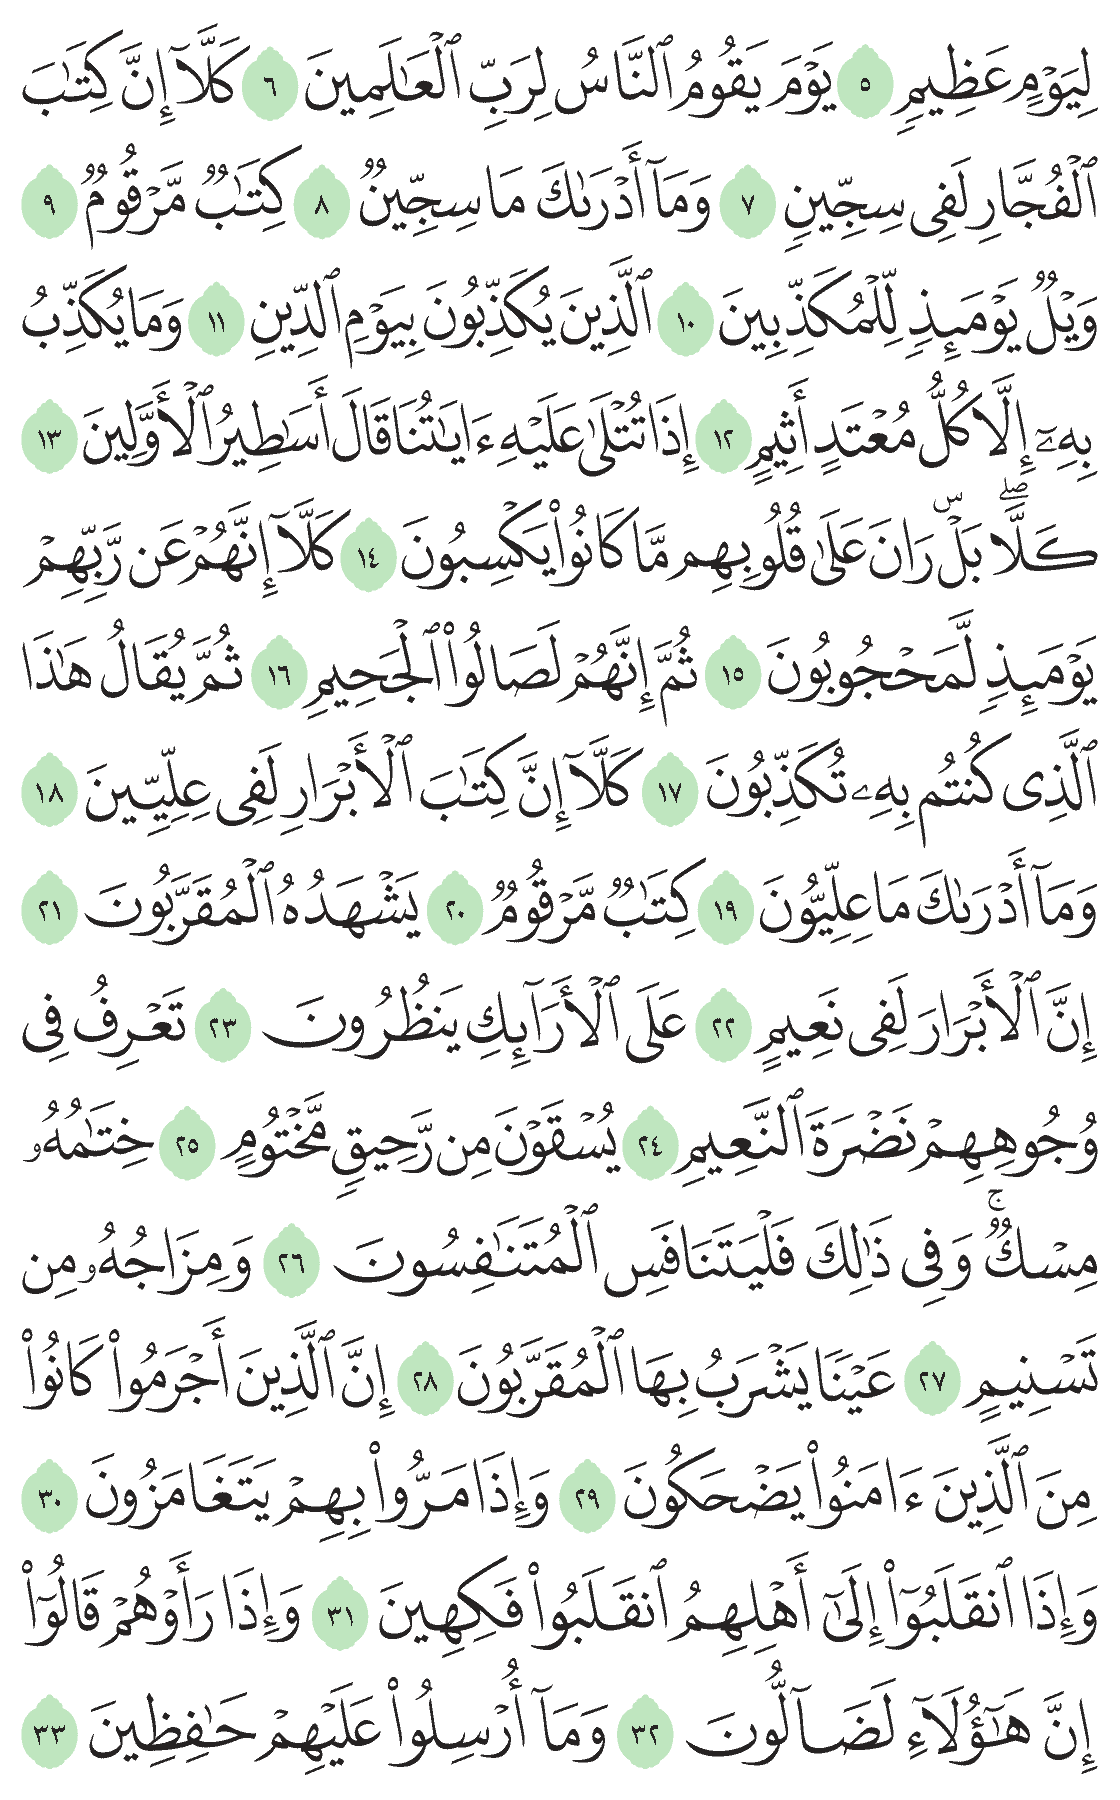 لِيَوْمٍ عَظِيمٍ ٥ يَوْمَ يَقُومُ ٱلنَّاسُ لِرَبِّ ٱلْعَـٰلَمِينَ ٦ كَلَّآ إِنَّ كِتَـٰبَ
ٱلْفُجَّارِ لَفِى سِجِّينٍ ٧ وَمَآ أَدْرَىٰكَ مَا سِجِّينٌ ٨ كِتَـٰبٌ مَّرْقُومٌ ٩
وَيْلٌ يَوْمَئِذٍ لِّلْمُكَذِّبِينَ ١٠ ٱلَّذِينَ يُكَذِّبُونَ بِيَوْمِ ٱلدِّينِ ١١ وَمَا يُكَذِّبُ
بِهِۦٓ إِلَّا كُلُّ مُعْتَدٍ أَثِيمٍ ١٢ إِذَا تُتْلَىٰ عَلَيْهِ ءَايَـٰتُنَا قَالَ أَسَـٰطِيرُ ٱلْأَوَّلِينَ ١٣
كَلَّا ۖ بَلْ ۜ رَانَ عَلَىٰ قُلُوبِهِم مَّا كَانُوا۟ يَكْسِبُونَ ١٤ كَلَّآ إِنَّهُمْ عَن رَّبِّهِمْ
يَوْمَئِذٍ لَّمَحْجُوبُونَ ١٥ ثُمَّ إِنَّهُمْ لَصَالُوا۟ ٱلْجَحِيمِ ١٦ ثُمَّ يُقَالُ هَـٰذَا
ٱلَّذِى كُنتُم بِهِۦ تُكَذِّبُونَ ١٧ كَلَّآ إِنَّ كِتَـٰبَ ٱلْأَبْرَارِ لَفِى عِلِّيِّينَ ١٨
وَمَآ أَدْرَىٰكَ مَا عِلِّيُّونَ ١٩ كِتَـٰبٌ مَّرْقُومٌ ٢٠ يَشْهَدُهُ ٱلْمُقَرَّبُونَ ٢١
إِنَّ ٱلْأَبْرَارَ لَفِى نَعِيمٍ ٢٢ عَلَى ٱلْأَرَآئِكِ يَنظُرُونَ ٢٣ تَعْرِفُ فِى
وُجُوهِهِمْ نَضْرَةَ ٱلنَّعِيمِ ٢٤ يُسْقَوْنَ مِن رَّحِيقٍ مَّخْتُومٍ ٢٥ خِتَـٰمُهُۥ
مِسْكٌ ۚ وَفِى ذَٰلِكَ فَلْيَتَنَافَسِ ٱلْمُتَنَـٰفِسُونَ ٢٦ وَمِزَاجُهُۥ مِن
تَسْنِيمٍ ٢٧ عَيْنًا يَشْرَبُ بِهَا ٱلْمُقَرَّبُونَ ٢٨ إِنَّ ٱلَّذِينَ أَجْرَمُوا۟ كَانُوا۟
مِنَ ٱلَّذِينَ ءَامَنُوا۟ يَضْحَكُونَ ٢٩ وَإِذَا مَرُّوا۟ بِهِمْ يَتَغَامَزُونَ ٣٠
وَإِذَا ٱنقَلَبُوٓا۟ إِلَىٰٓ أَهْلِهِمُ ٱنقَلَبُوا۟ فَكِهِينَ ٣١ وَإِذَا رَأَوْهُمْ قَالُوٓا۟
إِنَّ هَـٰٓؤُلَآءِ لَضَآلُّونَ ٣٢ وَمَآ أُرْسِلُوا۟ عَلَيْهِمْ حَـٰفِظِينَ ٣٣